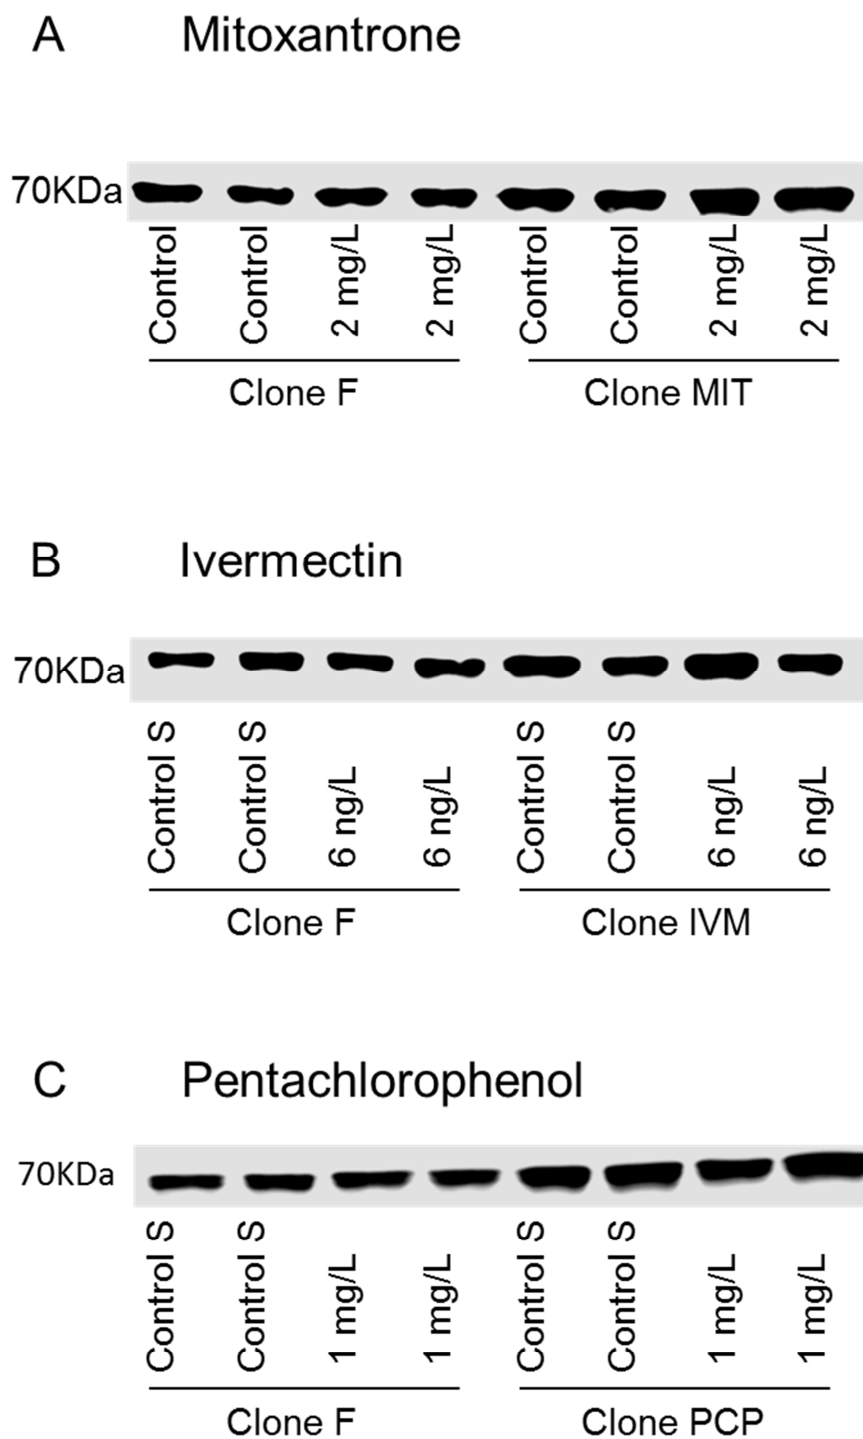 A Mitoxantrone
70KDa
Control Control 2 mg/L 2 mg/L Control Control 2 mg/L 2 mg/L
Clone F Clone MIT
B Ivermectin
70KDa
Control S Control S 6 ng/L 6 ng/L Control S Control S 6 ng/L 6 ng/L
Clone F Clone IVM
C Pentachlorophenol
70KDa
Control S Control S 1 mg/L 1 mg/L Control S Control S 1 mg/L 1 mg/L
Clone F Clone PCP